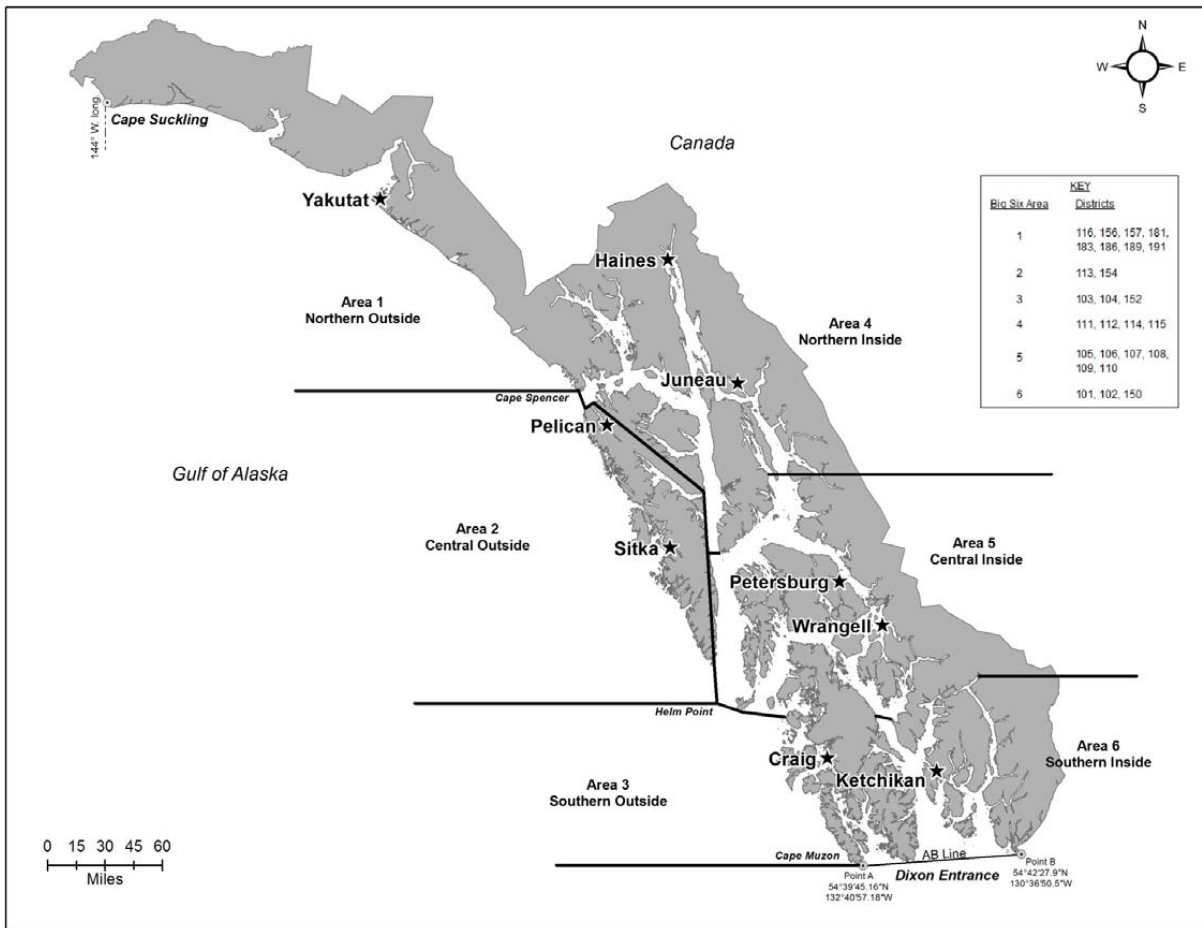 N
W E
S
144° W. long.
Cape Suckling
Canada
Yakutat
KEY
Big Six Area Districts
1 116, 156, 157, 181,
183, 186, 189, 191
2 113, 154
3 103, 104, 152
4 111, 112, 114, 115
5 105, 106, 107, 108,
109, 110
6 101, 102, 150
Haines
Area 1
Northern Outside
Area 4
Northern Inside
Juneau
Cape Spencer
Pelican
Gulf of Alaska
Area 2
Central Outside
Sitka
Area 5
Central Inside
Petersburg
Wrangell
Helm Point
Craig
Ketchikan
Area 6
Southern Inside
Area 3
Southern Outside
0 15 30 45 60
Miles
Cape Muzon
AB Line
Dixon Entrance
Point A
54°39'45.16"N
132°40'57.18"W
Point B
54°42'27.9"N
130°36'50.5"W